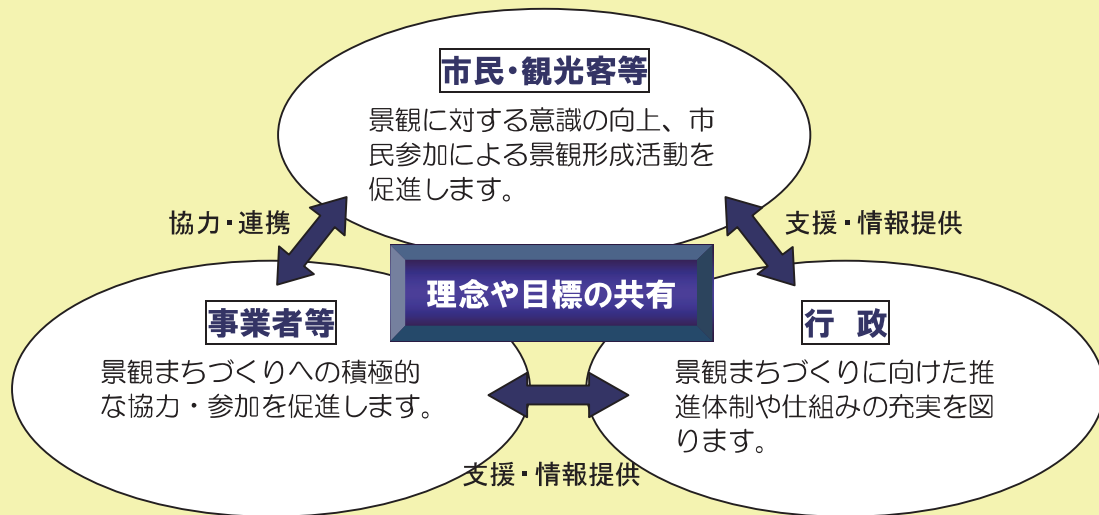 市民・観光客等
景観に対する意識の向上、市
民参加による景観形成活動を
促進します。
協力・連携
支援・情報提供
理念や目標の共有
事業者等
景観まちづくりへの積極的
な協力・参加を促進します。
行 政
景観まちづくりに向けた推
進体制や仕組みの充実を図
ります。
支援・情報提供